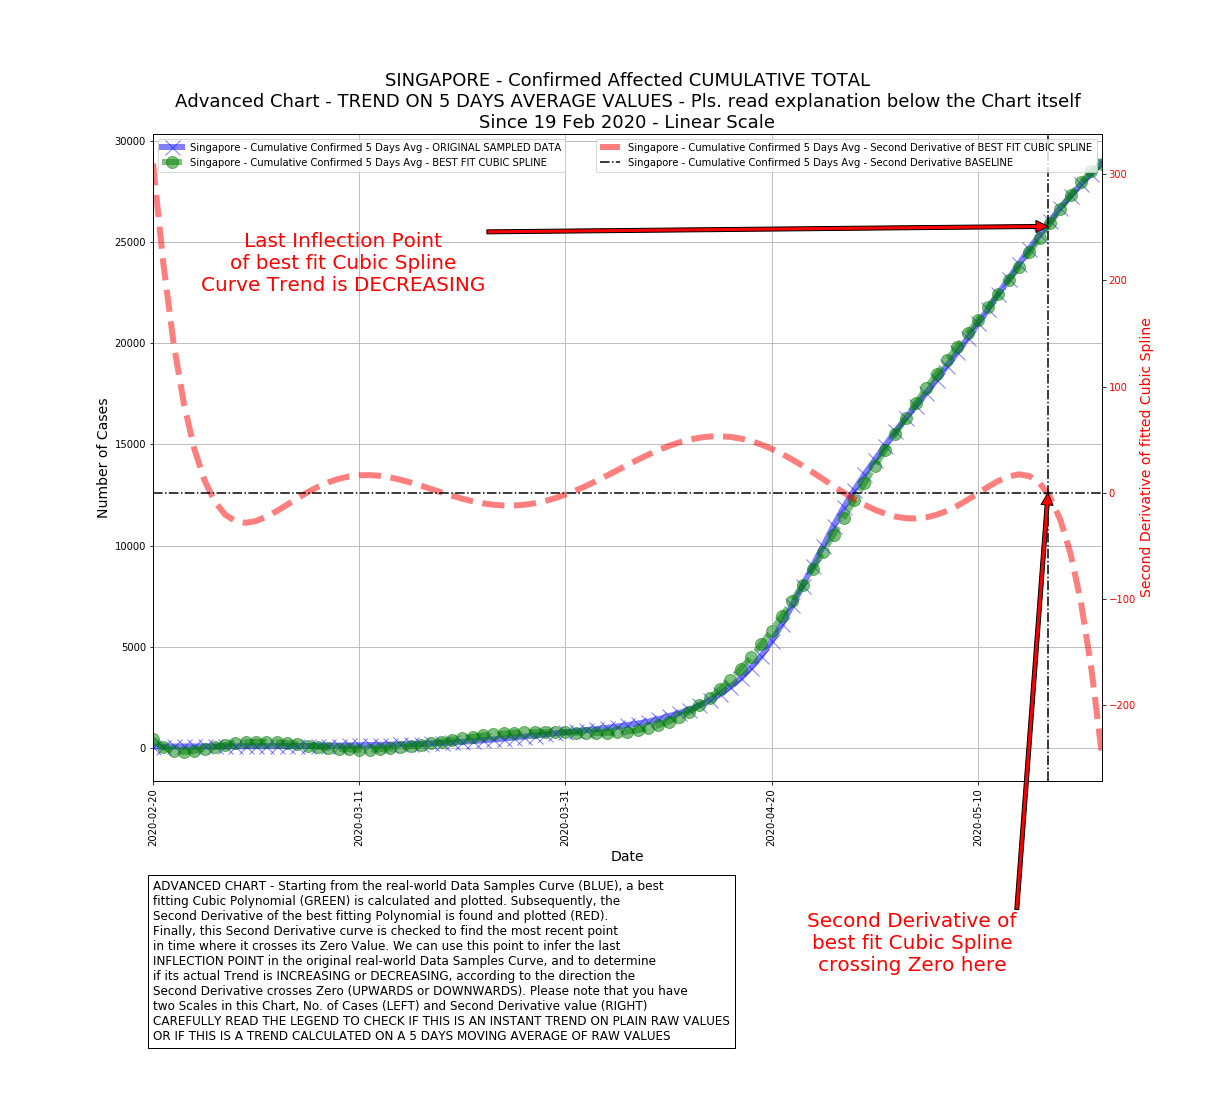 SINGAPORE - Confirmed Affected CUMULATIVE TOTAL
Advanced Chart - TREND ON 5 DAYS AVERAGE VALUES - Pls. read explanation below the Chart itself
Since 19 Feb 2020 - Linear Scale
Singapore - Cumulative Confirmed 5 Days Avg - ORIGINAL SAMPLED DATA
Singapore - Cumulative Confirmed 5 Days Avg - BEST FIT CUBIC SPLINE
Singapore - Cumulative Confirmed 5 Days Avg - Second Derivative of BEST FIT CUBIC SPLINE
Singapore - Cumulative Confirmed 5 Days Avg - Second Derivative BASELINE
Last Inflection Point
of best fit Cubic Spline
Curve Trend is DECREASING
Number of Cases
30000
25000
20000
15000
10000
5000
0
300
200
100
0
−100
−200
Second Derivative of fitted Cubic Spline
2020-02-20
2020-03-11
2020-03-31
2020-04-20
2020-05-10
Date
Second Derivative of
best fit Cubic Spline
crossing Zero here
ADVANCED CHART - Starting from the real-world Data Samples Curve (BLUE), a best
fitting Cubic Polynomial (GREEN) is calculated and plotted. Subsequently, the
Second Derivative of the best fitting Polynomial is found and plotted (RED).
Finally, this Second Derivative curve is checked to find the most recent point
in time where it crosses its Zero Value. We can use this point to infer the last
INFLECTION POINT in the original real-world Data Samples Curve, and to determine
if its actual Trend is INCREASING or DECREASING, according to the direction the
Second Derivative crosses Zero (UPWARDS or DOWNWARDS). Please note that you have
two Scales in this Chart, No. of Cases (LEFT) and Second Derivative value (RIGHT)
CAREFULLY READ THE LEGEND TO CHECK IF THIS IS AN INSTANT TREND ON PLAIN RAW VALUES
OR IF THIS IS A TREND CALCULATED ON A 5 DAYS MOVING AVERAGE OF RAW VALUES